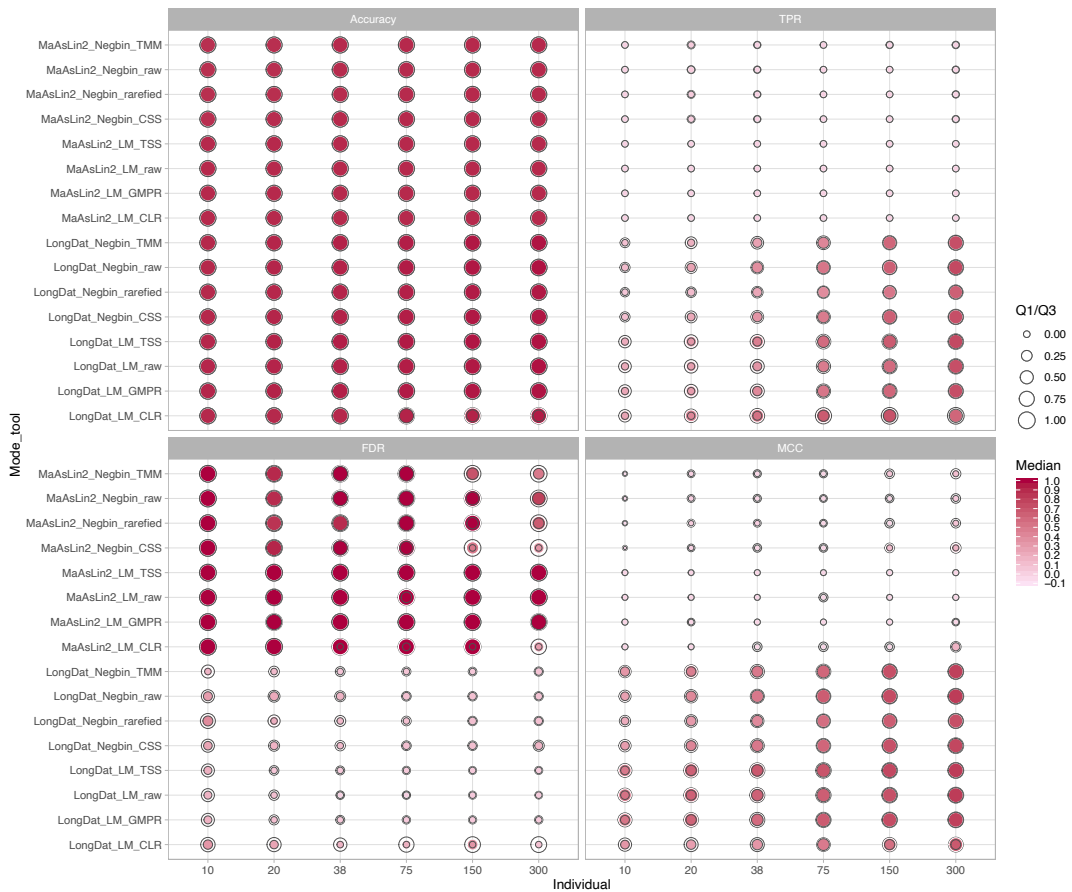 Accuracy
TPR
MaAsLin2_Negbin_TMM
MaAsLin2_Negbin_raw
MaAsLin2_Negbin_rarefied
MaAsLin2_Negbin_CSS
MaAsLin2_LM_TSS
MaAsLin2_LM_raw
MaAsLin2_LM_GMPR
MaAsLin2_LM_CLR
LongDat_Negbin_TMM
LongDat_Negbin_raw
LongDat_Negbin_rarefied
LongDat_Negbin_CSS
LongDat_LM_TSS
LongDat_LM_raw
LongDat_LM_GMPR
LongDat_LM_CLR
Mode_tool
FDR
MCC
MaAsLin2_Negbin_TMM
MaAsLin2_Negbin_raw
MaAsLin2_Negbin_rarefied
MaAsLin2_Negbin_CSS
MaAsLin2_LM_TSS
MaAsLin2_LM_raw
MaAsLin2_LM_GMPR
MaAsLin2_LM_CLR
LongDat_Negbin_TMM
LongDat_Negbin_raw
LongDat_Negbin_rarefied
LongDat_Negbin_CSS
LongDat_LM_TSS
LongDat_LM_raw
LongDat_LM_GMPR
LongDat_LM_CLR
10 20 38 75 150 300 10 20 38 75 150 300
Individual
Q1/Q3
0.00
0.25
0.50
0.75
1.00
Median
1.0
0.9
0.8
0.7
0.6
0.5
0.4
0.3
0.2
0.1
0.0
−0.1